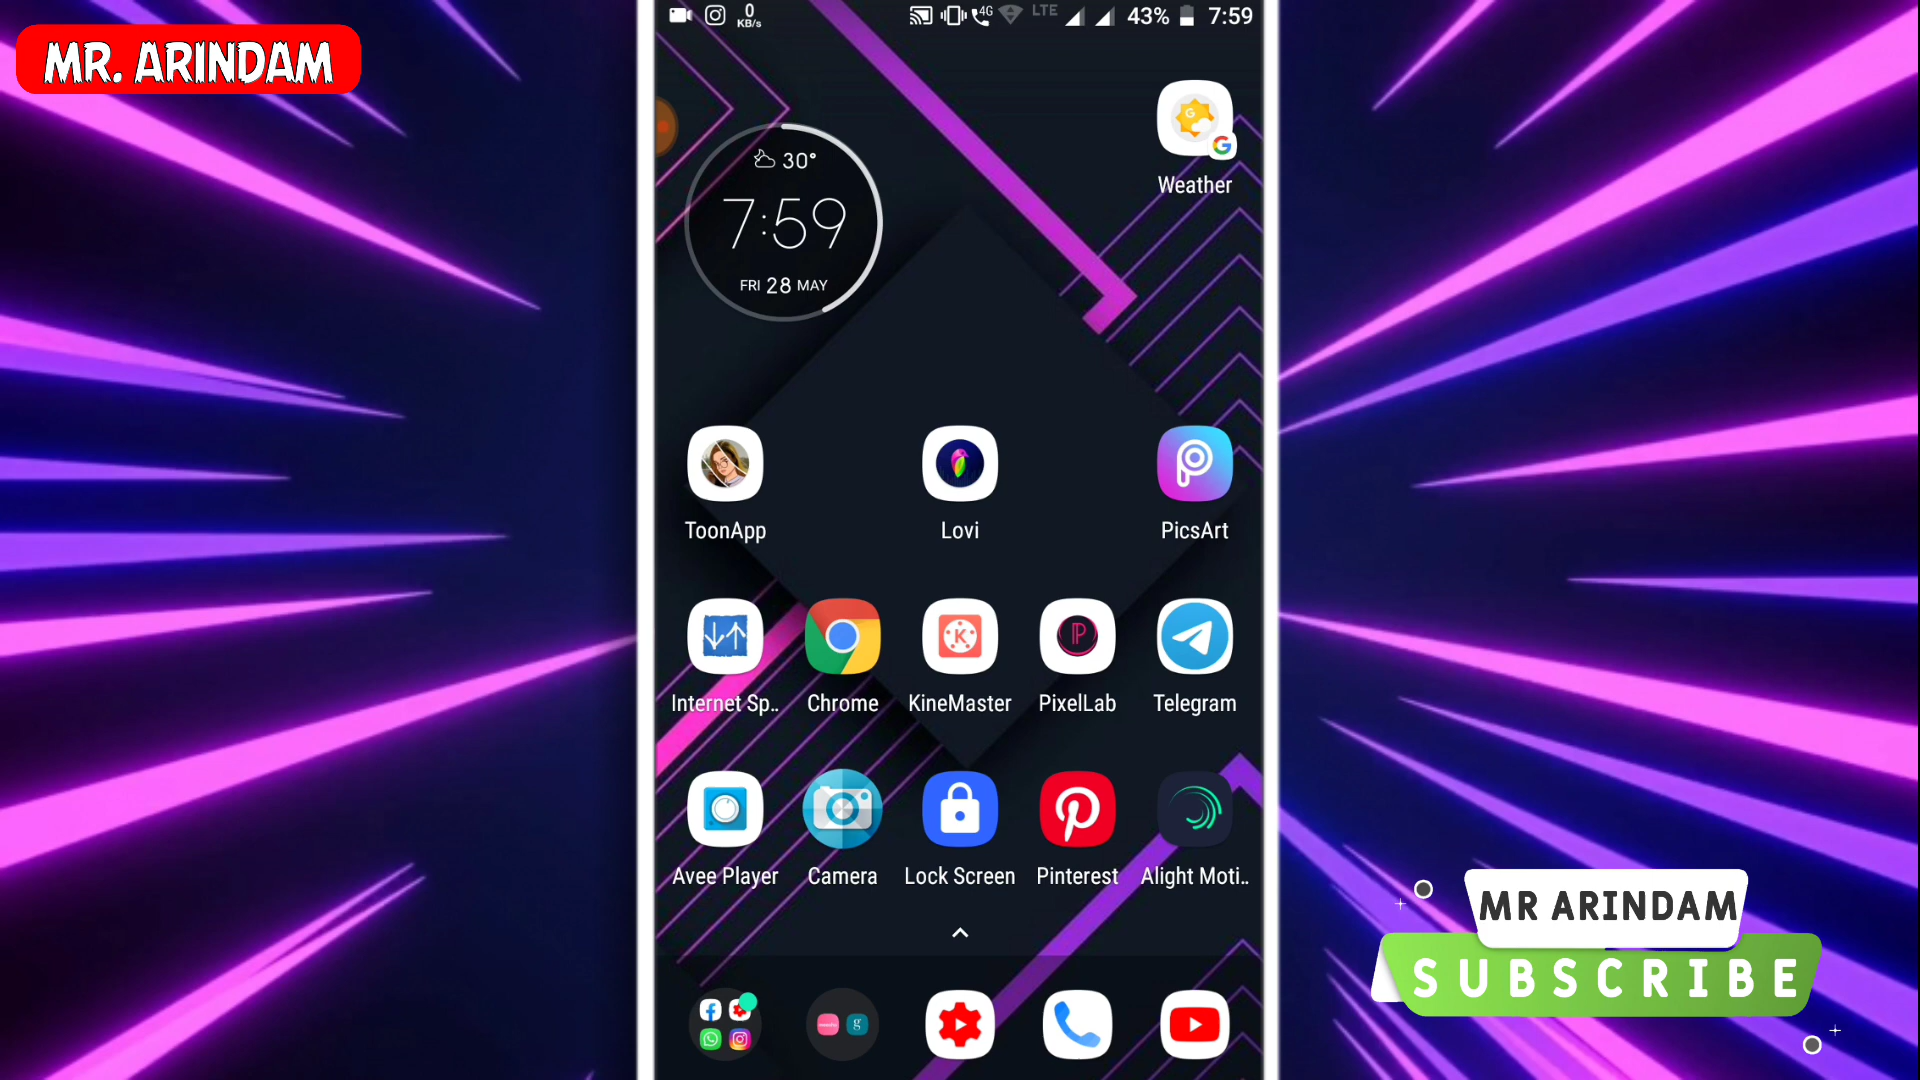 MR. ARINDAM
0
KB/s
4G
LTE
43%
7:59
30°
7:59
FRI 28 MAY
Weather
ToonApp
Lovi
PicsArt
Internet Sp..
Chrome
KineMaster
PixelLab
Telegram
Avee Player
Camera
Lock Screen
Pinterest
Alight Moti..
MR ARINDAM
SUBSCRIBE